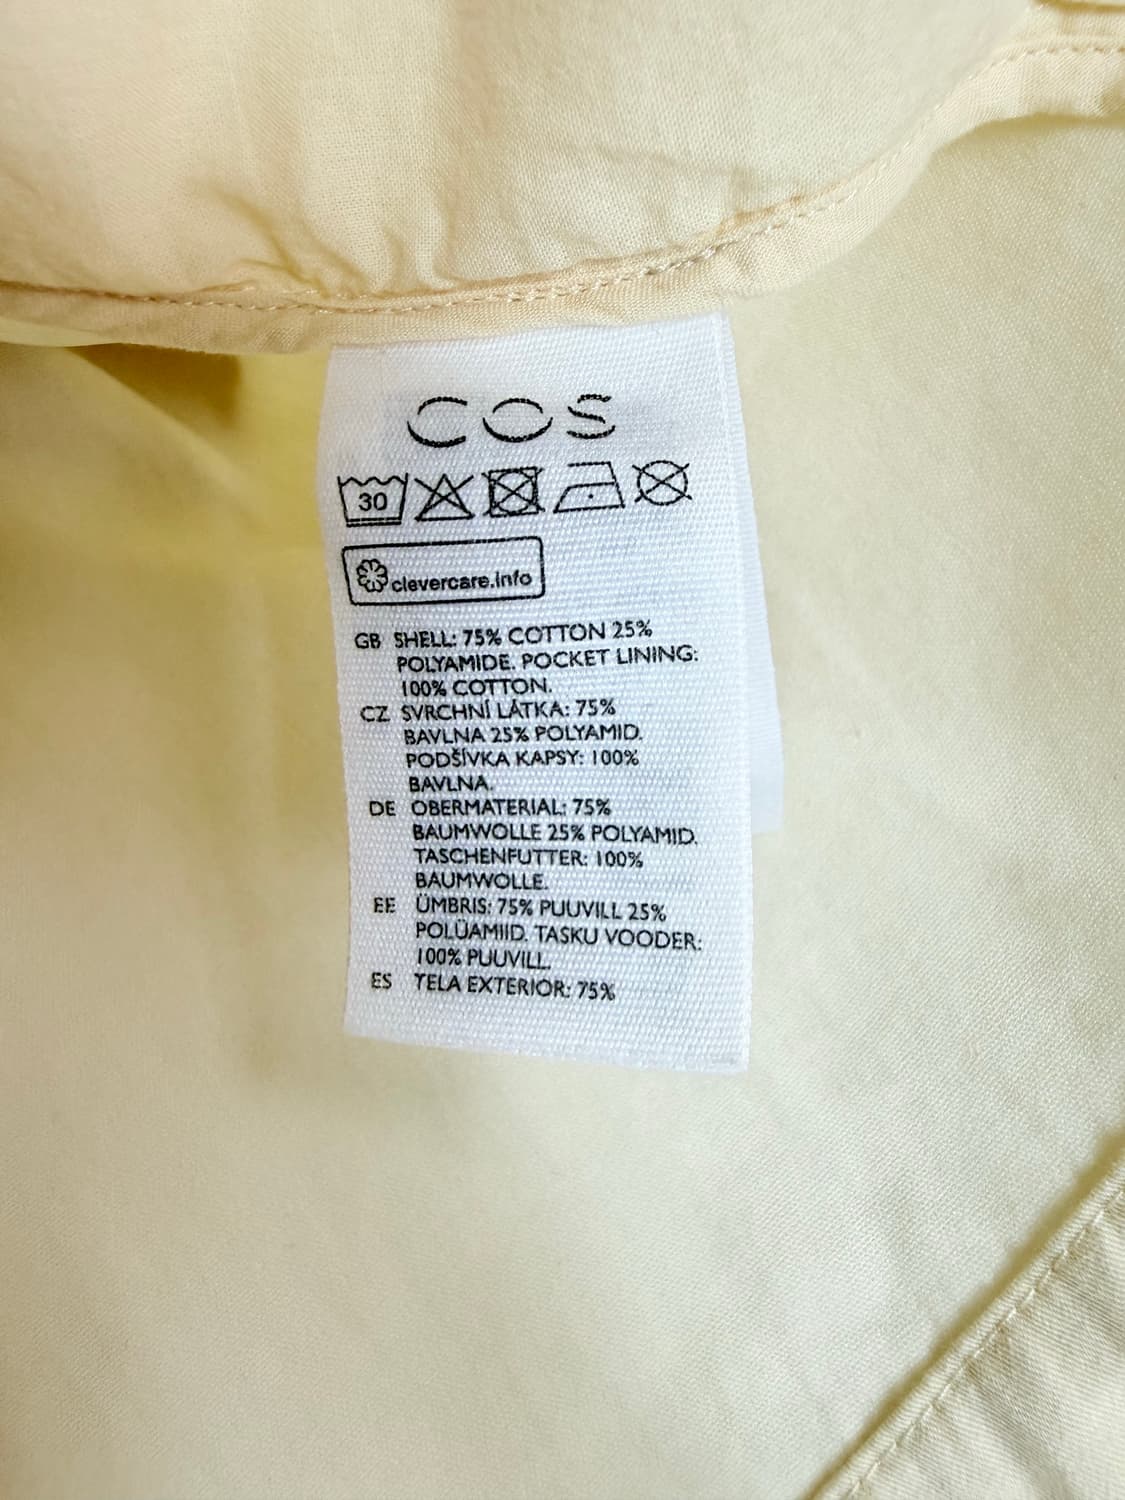 COS
30
clevercare.info
GB SHELL: 75% COTTON 25%
POLYAMIDE. POCKET LINING:
100% COTTON.
CZ SVRCHNÍ LÁTKA: 75%
BAVLNA 25% POLYAMID.
PODŠÍVKA KAPSY: 100%
BAVLNA.
DE OBERMATERIAL: 75%
BAUMWOLLE 25% POLYAMID.
TASCHENFUTTER: 100%
BAUMWOLLE.
EE ÜMBRIS: 75% PUUVILL 25%
POLÜAMIID. TASKU VOODER:
100% PUUVILL.
ES TELA EXTERIOR: 75%